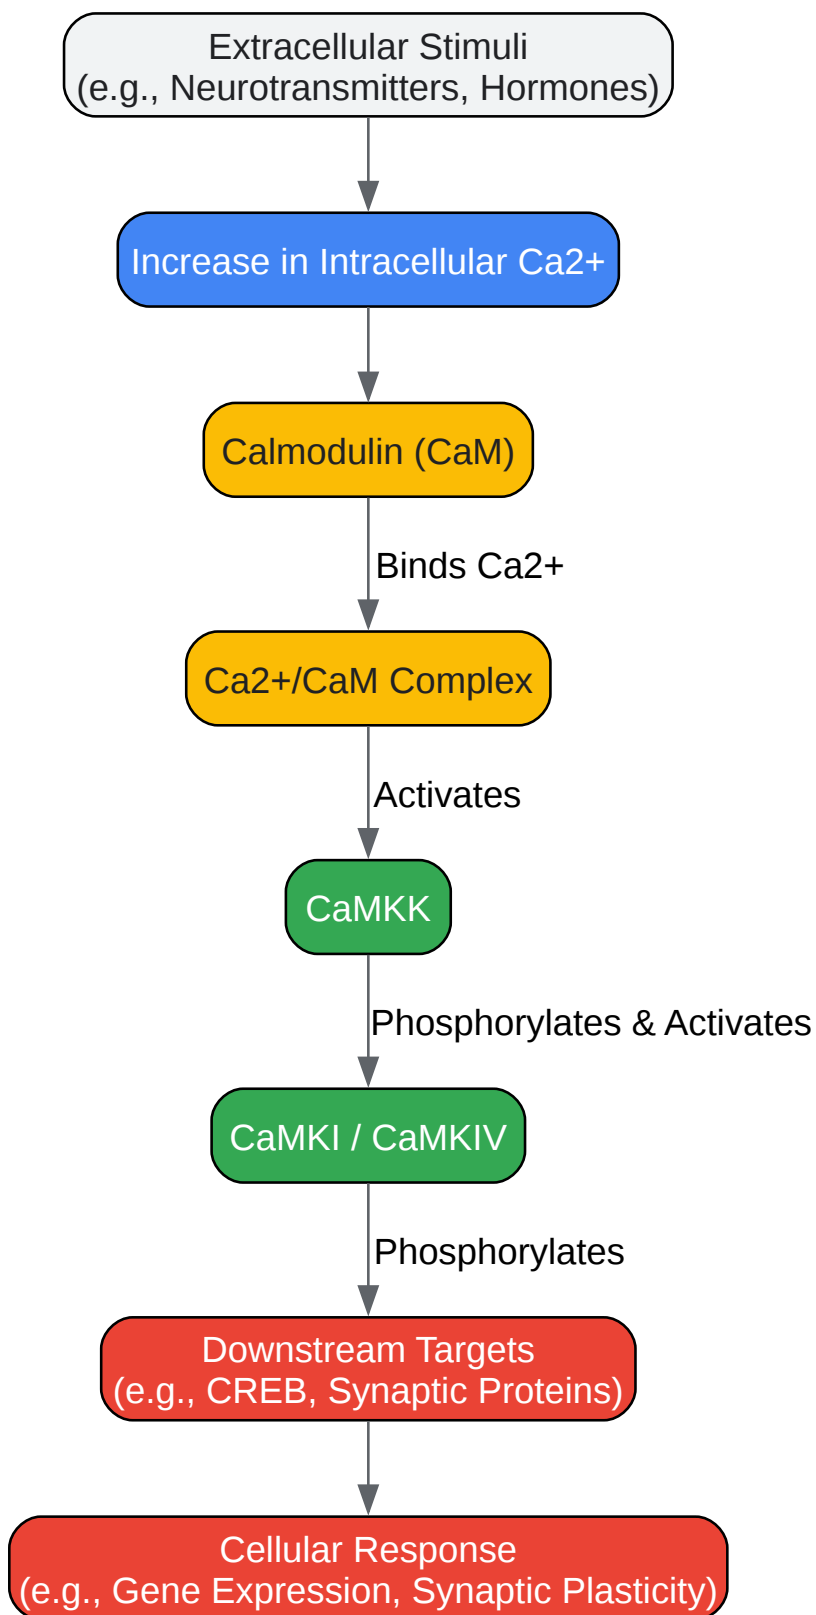 Extracellular Stimuli
(e.g., Neurotransmitters, Hormones)
Increase in Intracellular Ca2+
Calmodulin (CaM)
Binds Ca2+
Ca2+/CaM Complex
Activates
CaMKK
Phosphorylates & Activates
CaMKI / CaMKIV
Phosphorylates
Downstream Targets
(e.g., CREB, Synaptic Proteins)
Cellular Response
(e.g., Gene Expression, Synaptic Plasticity)